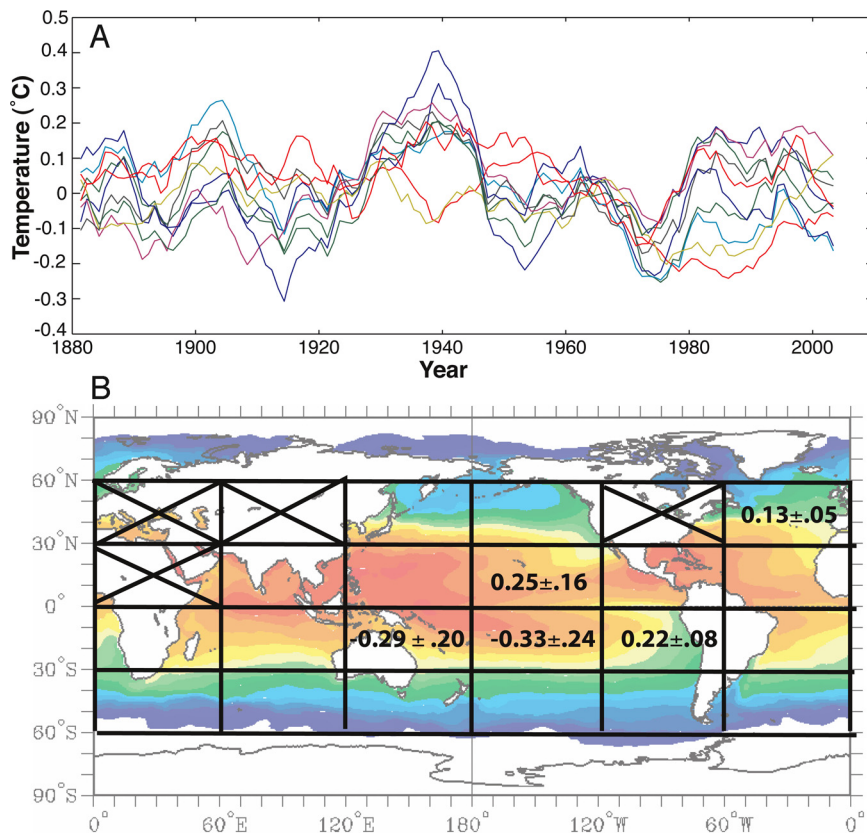 A
0.5
0.4
0.3
0.2
0.1
0
-0.1
-0.2
-0.3
-0.4
Temperature (°C)
1880 1900 1920 1940 1960 1980 2000
Year
B
90°N
60°N
30°N
0°
30°S
60°S
90°S
0.13±.05
0.25±.16
-0.29 ± .20 -0.33±.24 0.22±.08
0° 60°E 120°E 180° 120°W 60°W 0°